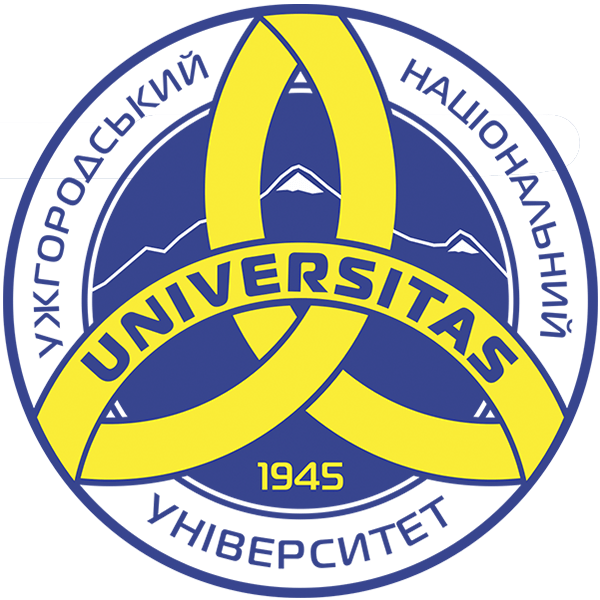 УЖГОРОДСЬКИЙ
НАЦІОНАЛЬНИЙ
УНІВЕРСИТЕТ
UNIVERSITAS
1945